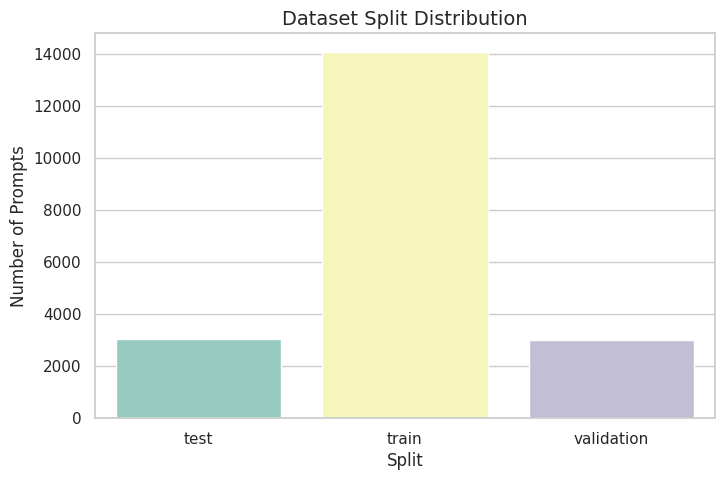 Dataset Split Distribution
Number of Prompts
14000
12000
10000
8000
6000
4000
2000
0
test train validation
Split